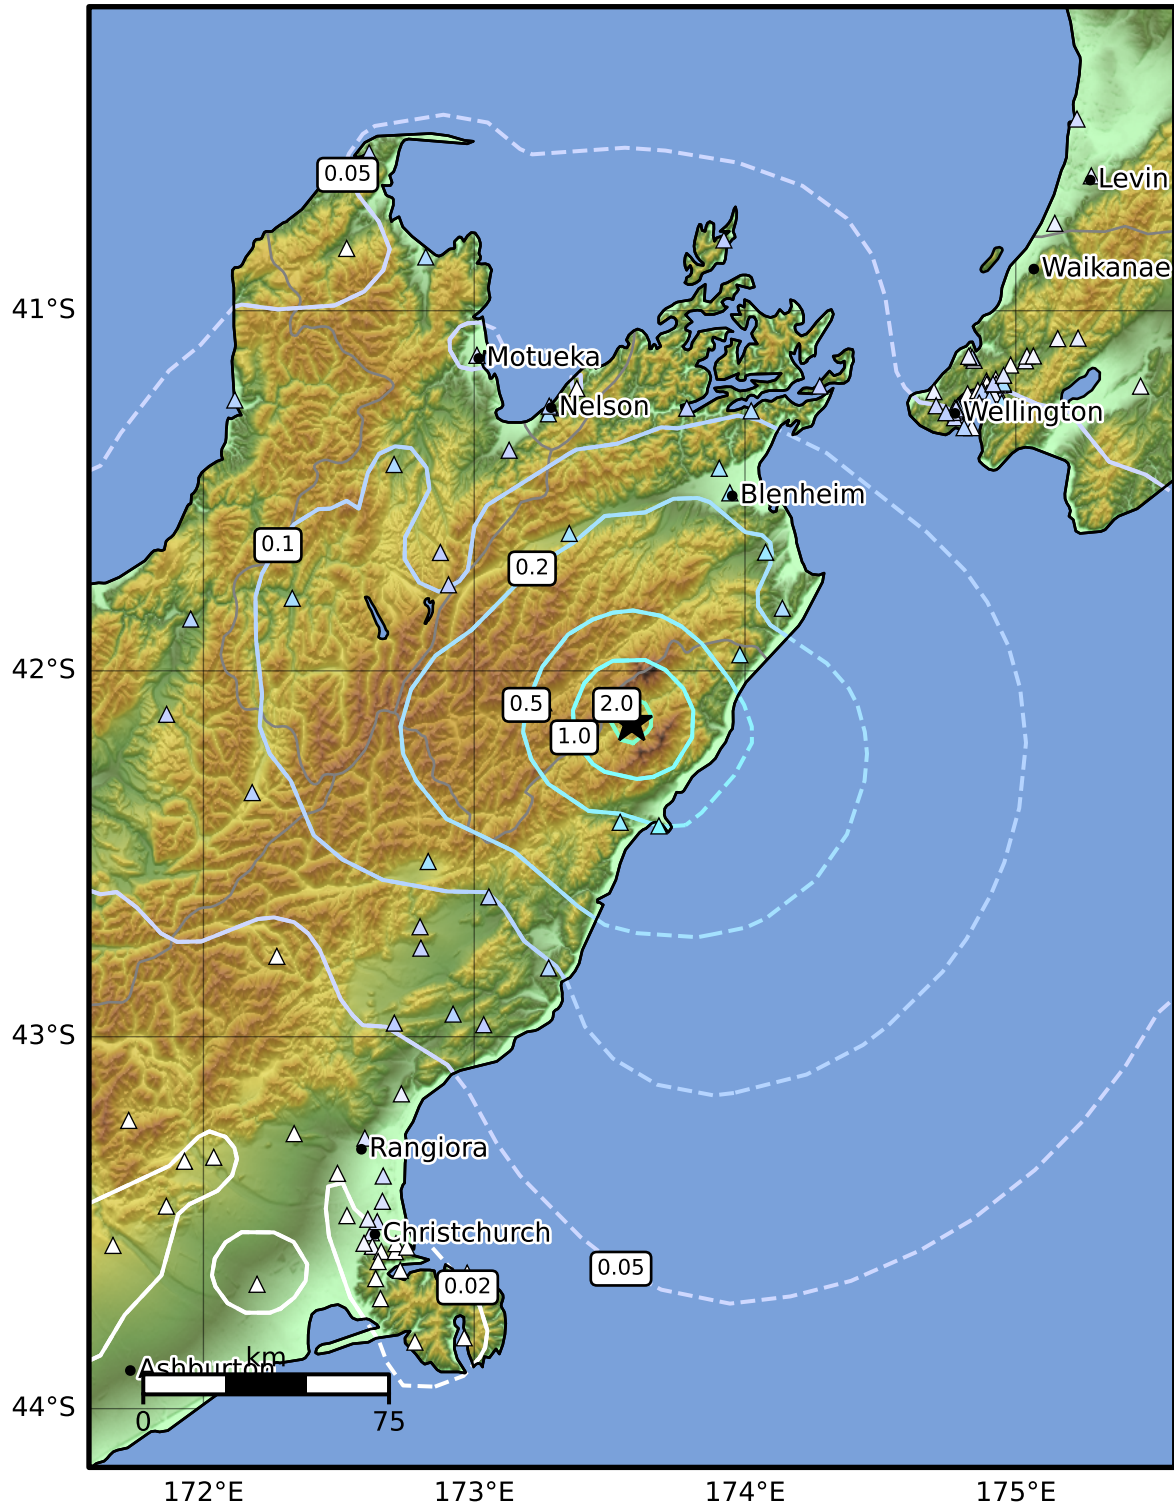 0.05
Levin
Waikanae
41°S
Motueka
Nelson
Wellington
Blenheim
0.1
0.2
42°S
0.5
2.0
1.0
43°S
Rangiora
Christchurch
0.05
0.02
km
Ashburton
44°S
0 75
172°E 173°E 174°E 175°E